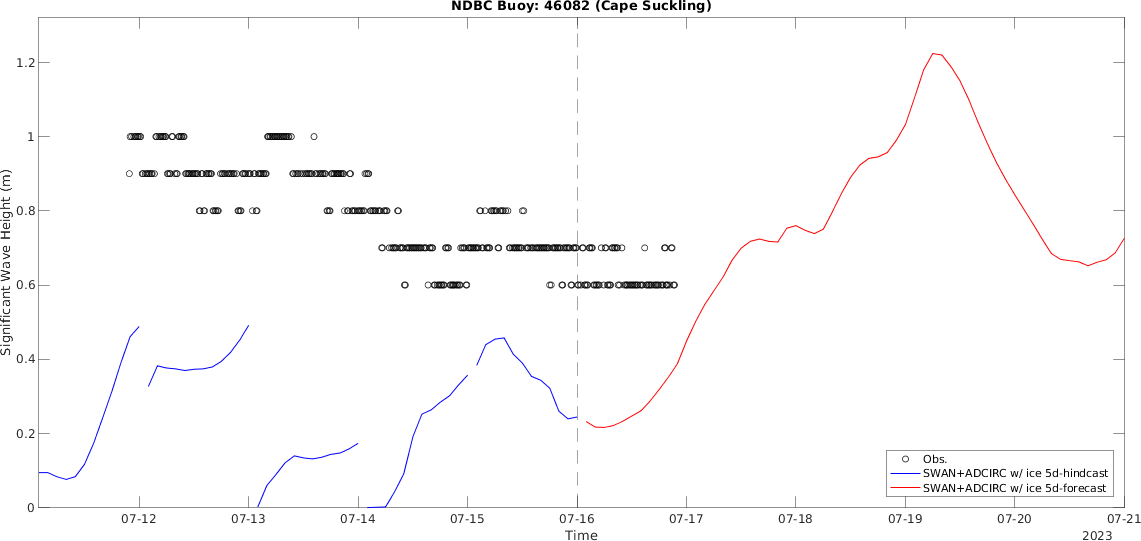 NDBC Buoy: 46082 (Cape Suckling)
1.2
1
0.8
0.6
0.4
0.2
0
Significant Wave Height (m)
Obs.
SWAN+ADCIRC w/ ice 5d-hindcast
SWAN+ADCIRC w/ ice 5d-forecast
07-12 07-13 07-14 07-15 07-16 07-17 07-18 07-19 07-20 07-21
Time
2023